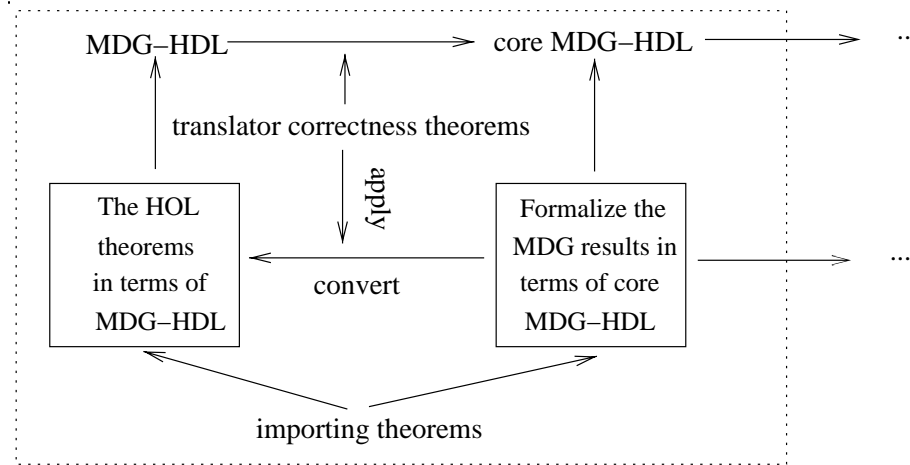 MDG–HDL
core MDG–HDL
..
translator correctness theorems
apply
The HOL
theorems
in terms of
MDG–HDL
Formalize the
MDG results in
terms of core
MDG–HDL
...
convert
importing theorems